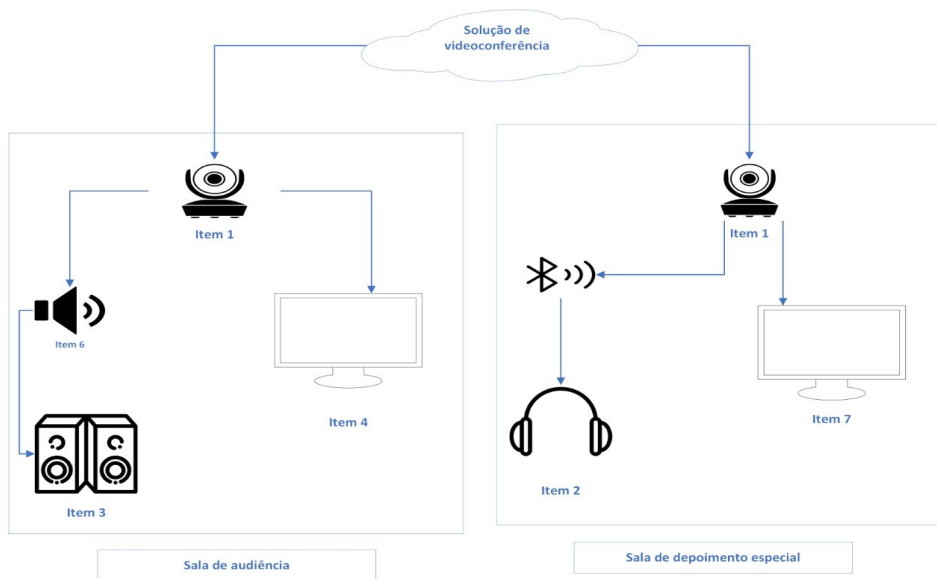 Solução de
videoconferência
Item 1
Item 6
Item 4
Item 3
Sala de audiência
Item 1
Item 7
Item 2
Sala de depoimento especial